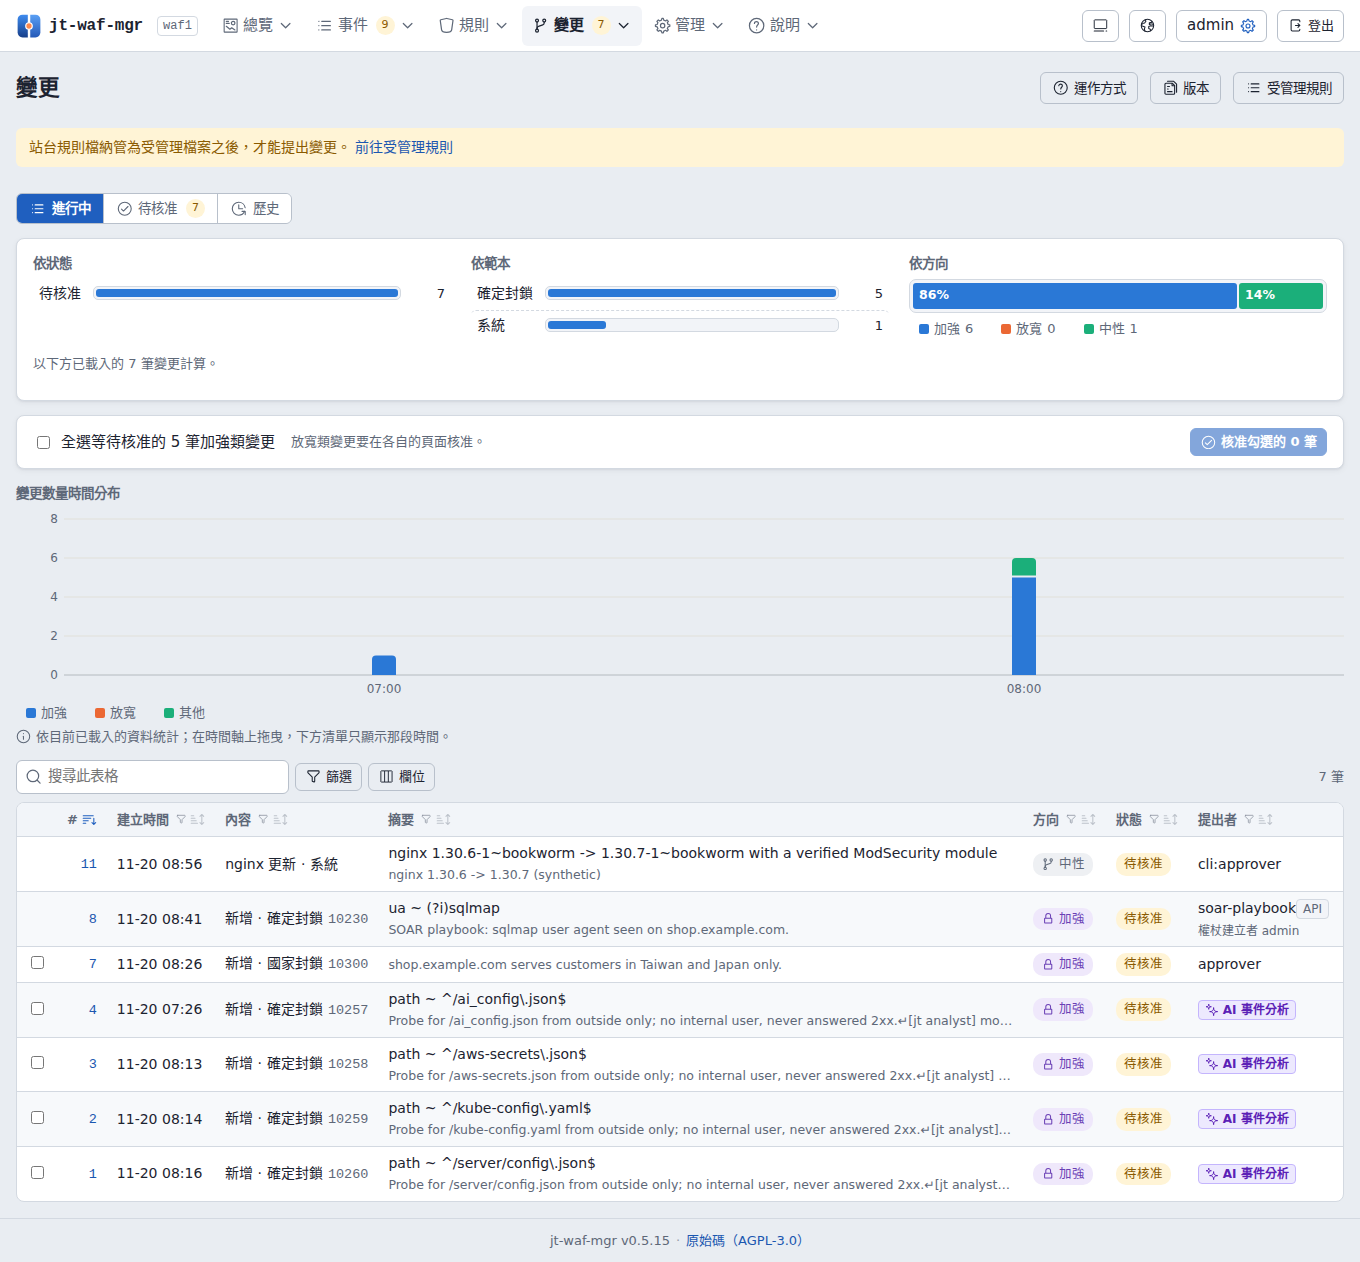 jt-waf-mgr waf1 總覽 事件 9 規則 變更 7 管理 說明 admin 登出
變更 運作方式 版本 受管理規則
站台規則檔納管為受管理檔案之後，才能提出變更。 前往受管理規則
進行中 待核准 7 歷史
依狀態 依範本 依方向
待核准 7 確定封鎖 5 86% 14%
系統 1 加強 6 放寬 0 中性 1
以下方已載入的 7 筆變更計算。
全選等待核准的 5 筆加強類變更 放寬類變更要在各自的頁面核准。 核准勾選的 0 筆
變更數量時間分布
8
6
4
2
0
07:00 08:00
加強 放寬 其他
依目前已載入的資料統計；在時間軸上拖曳，下方清單只顯示那段時間。
搜尋此表格 篩選 欄位 7 筆
# 建立時間 內容 摘要 方向 狀態 提出者
11 11-20 08:56 nginx 更新 · 系統 nginx 1.30.6-1~bookworm -> 1.30.7-1~bookworm with a verified ModSecurity module 中性 待核准 cli:approver
nginx 1.30.6 -> 1.30.7 (synthetic)
8 11-20 08:41 新增 · 確定封鎖 10230 ua ~ (?i)sqlmap 加強 待核准 soar-playbook API
SOAR playbook: sqlmap user agent seen on shop.example.com. 權杖建立者 admin
7 11-20 08:26 新增 · 國家封鎖 10300 shop.example.com serves customers in Taiwan and Japan only. 加強 待核准 approver
4 11-20 07:26 新增 · 確定封鎖 10257 path ~ ^/ai_config\.json$ 加強 待核准 AI 事件分析
Probe for /ai_config.json from outside only; no internal user, never answered 2xx.↵[jt analyst] mo…
3 11-20 08:13 新增 · 確定封鎖 10258 path ~ ^/aws-secrets\.json$ 加強 待核准 AI 事件分析
Probe for /aws-secrets.json from outside only; no internal user, never answered 2xx.↵[jt analyst] …
2 11-20 08:14 新增 · 確定封鎖 10259 path ~ ^/kube-config\.yaml$ 加強 待核准 AI 事件分析
Probe for /kube-config.yaml from outside only; no internal user, never answered 2xx.↵[jt analyst]…
1 11-20 08:16 新增 · 確定封鎖 10260 path ~ ^/server/config\.json$ 加強 待核准 AI 事件分析
Probe for /server/config.json from outside only; no internal user, never answered 2xx.↵[jt analyst…
jt-waf-mgr v0.5.15 · 原始碼（AGPL-3.0）